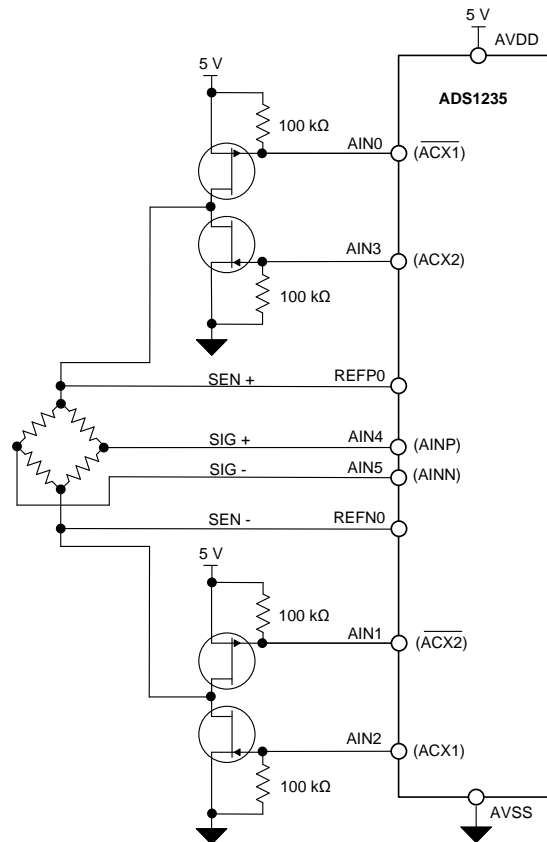 5 V
AVDD
5 V
ADS1235
100 kΩ
AIN0
(ACX1)
AIN3
(ACX2)
100 kΩ
SEN +
REFP0
SIG +
AIN4
(AINP)
SIG -
AIN5
(AINN)
SEN -
REFN0
5 V
100 kΩ
AIN1
(ACX2)
AIN2
(ACX1)
100 kΩ
AVSS